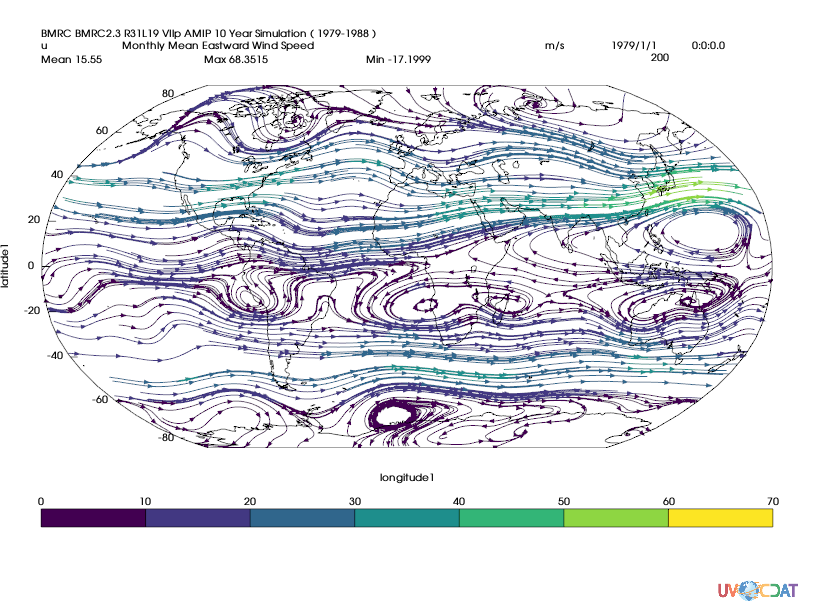 BMRC BMRC2.3 R31L19 VIIp AMIP 10 Year Simulation ( 1979-1988 )
u Monthly Mean Eastward Wind Speed m/s 1979/1/1 0:0:0.0
Mean 15.55 Max 68.3515 Min -17.1999 200
80
60
40
20
0
-20
-40
-60
-80
latitude1
longitude1
0 10 20 30 40 50 60 70
UV CDAT